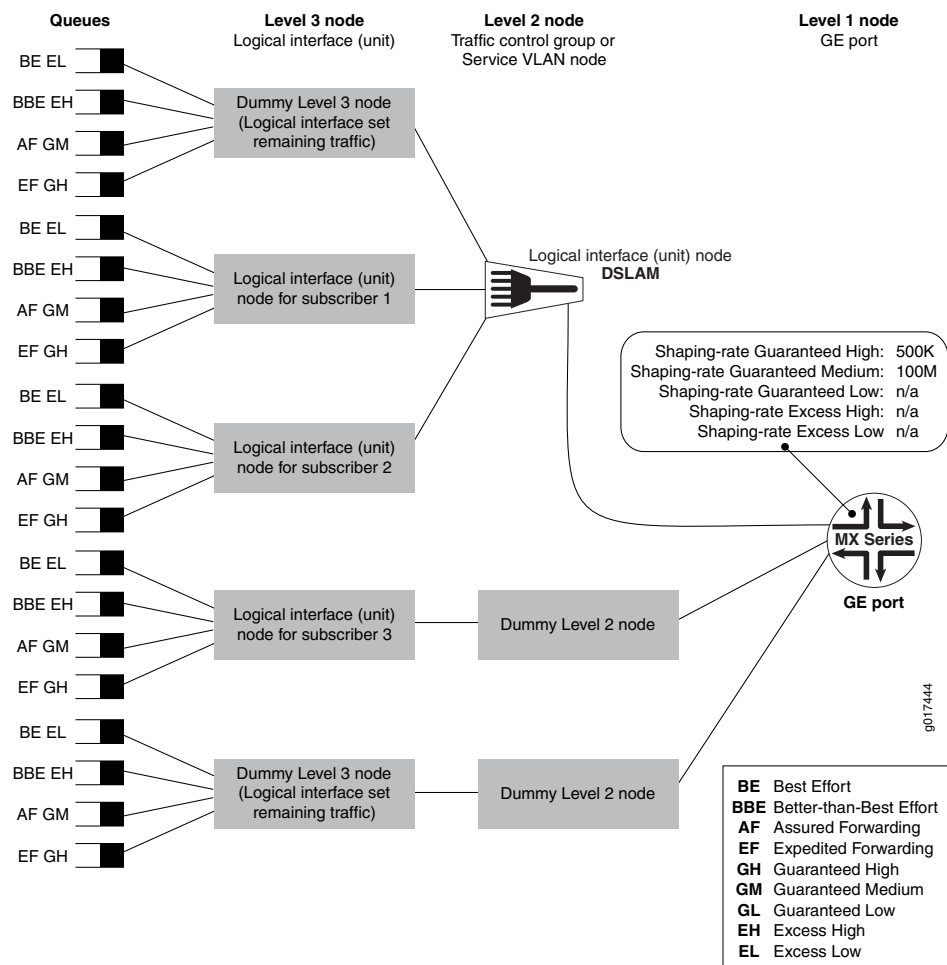 Queues
Level 3 node
Logical interface (unit)
Level 2 node
Traffic control group or
Service VLAN node
Level 1 node
GE port
BE EL
BBE EH
AF GM
EF GH
Dummy Level 3 node
(Logical interface set
remaining traffic)
BE EL
BBE EH
AF GM
EF GH
Logical interface (unit)
node for subscriber 1
Logical interface (unit) node
DSLAM
BE EL
BBE EH
AF GM
EF GH
Logical interface (unit)
node for subscriber 2
Shaping-rate Guaranteed High: 500K
Shaping-rate Guaranteed Medium: 100M
Shaping-rate Guaranteed Low: n/a
Shaping-rate Excess High: n/a
Shaping-rate Excess Low n/a
MX Series
GE port
BE EL
BBE EH
AF GM
EF GH
Logical interface (unit)
node for subscriber 3
Dummy Level 2 node
BE EL
BBE EH
AF GM
EF GH
Dummy Level 3 node
(Logical interface set
remaining traffic)
Dummy Level 2 node
g017444
BE Best Effort
BBE Better-than-Best Effort
AF Assured Forwarding
EF Expedited Forwarding
GH Guaranteed High
GM Guaranteed Medium
GL Guaranteed Low
EH Excess High
EL Excess Low